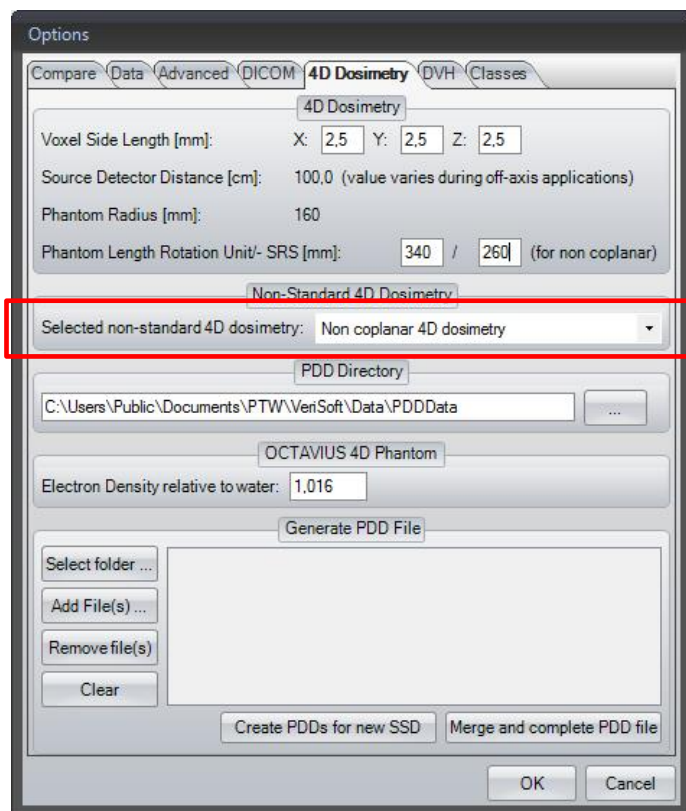 Options
Compare Data Advanced DICOM 4D Dosimetry DVH Classes
4D Dosimetry
Voxel Side Length [mm]: X: 2,5 Y: 2,5 Z: 2,5
Source Detector Distance [cm]: 100,0 (value varies during off-axis applications)
Phantom Radius [mm]: 160
Phantom Length Rotation Unit/- SRS [mm]: 340 / 260 (for non coplanar)
Non-Standard 4D Dosimetry
Selected non-standard 4D dosimetry: Non coplanar 4D dosimetry
PDD Directory
C:\Users\Public\Documents\PTW\VeriSoft\Data\PDDData ...
OCTAVIUS 4D Phantom
Electron Density relative to water: 1,016
Generate PDD File
Select folder ...
Add File(s) ...
Remove file(s)
Clear
Create PDDs for new SSD Merge and complete PDD file
OK Cancel